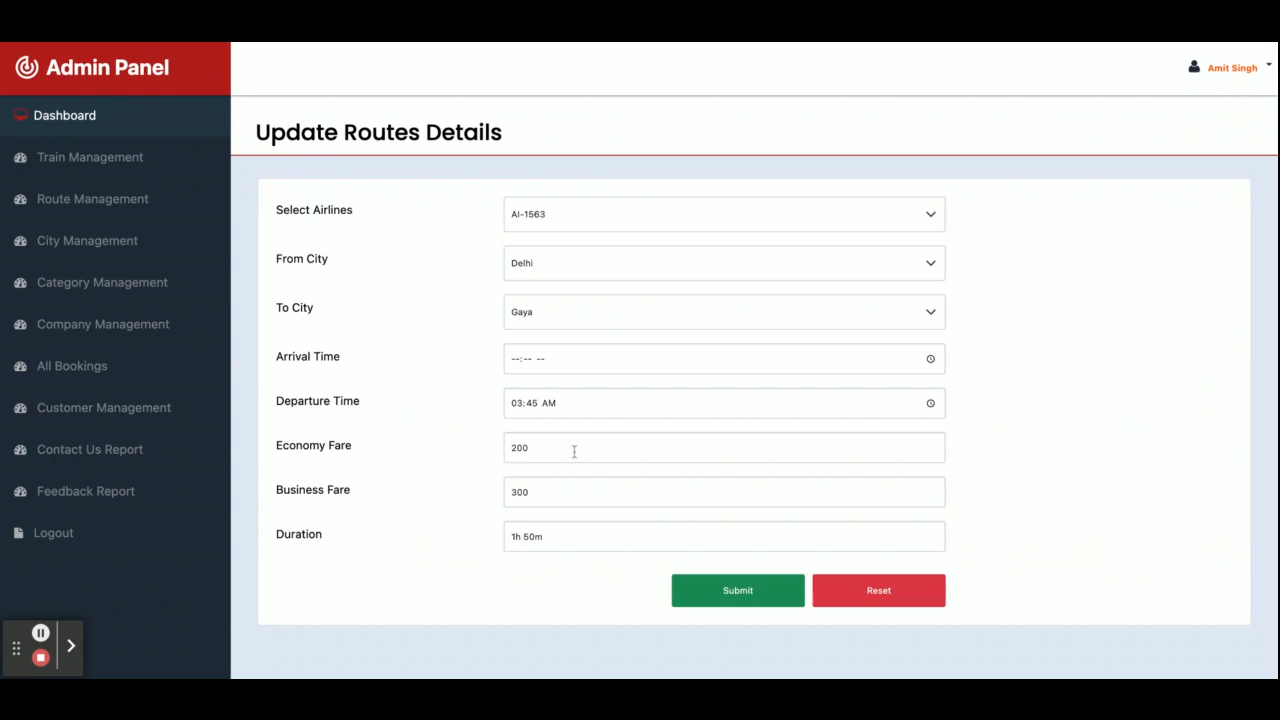 Admin Panel
Amit Singh
Dashboard
Train Management
Route Management
City Management
Category Management
Company Management
All Bookings
Customer Management
Contact Us Report
Feedback Report
Logout
Update Routes Details
Select Airlines
AI-1563
From City
Delhi
To City
Gaya
Arrival Time
--:-- --
Departure Time
03:45 AM
Economy Fare
200
Business Fare
300
Duration
1h 50m
Submit
Reset